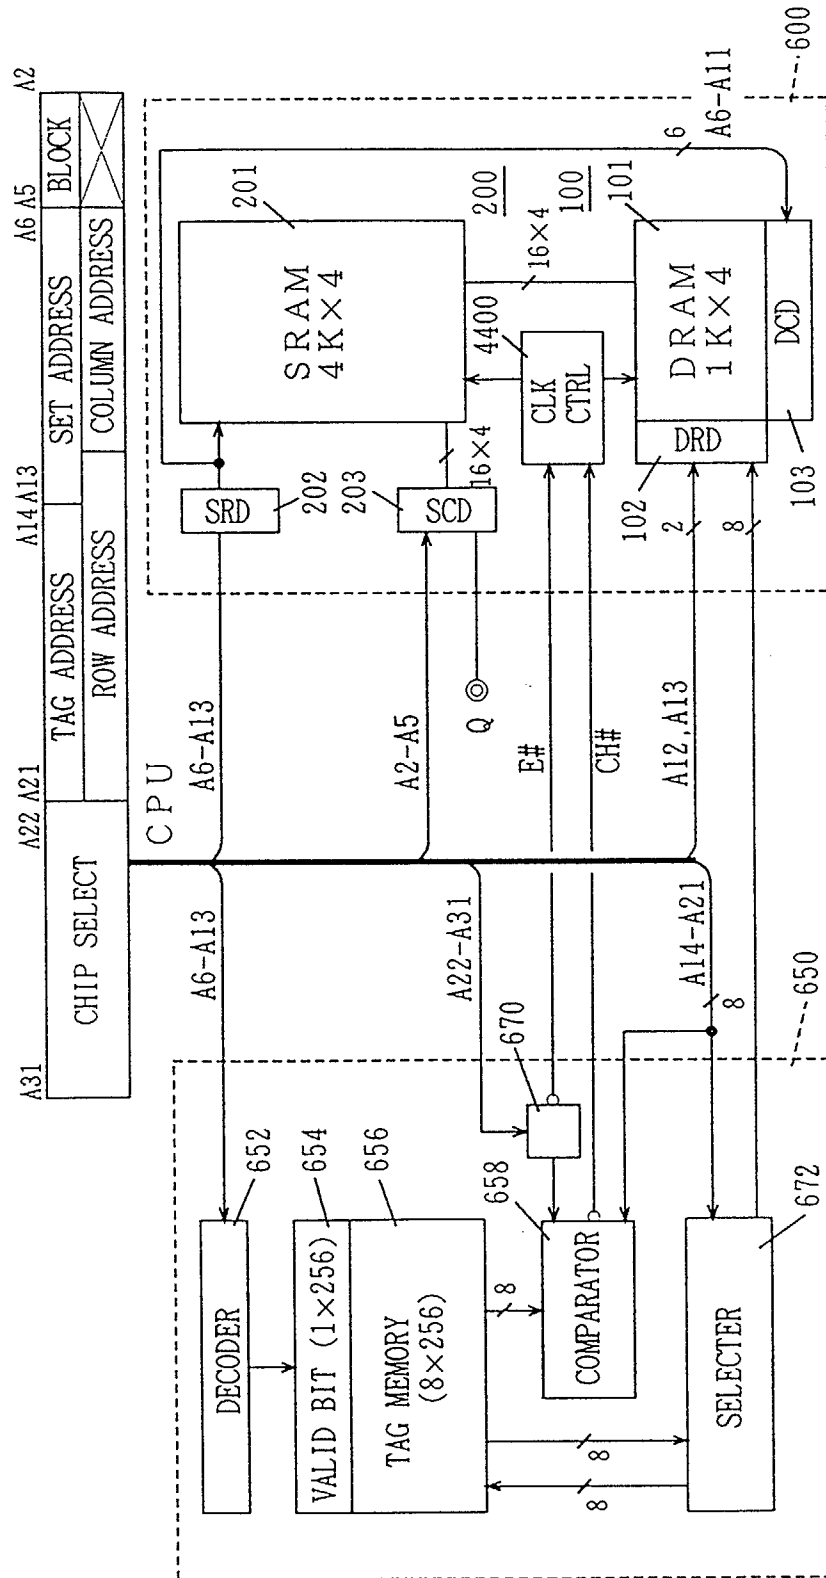 A31
A22 A21
A14 A13
A6 A5
A2
CHIP SELECT
TAG ADDRESS
SET ADDRESS
BLOCK
ROW ADDRESS
COLUMN ADDRESS
CPU
A6-A13
A6-A13
DECODER
652
VALID BIT (1×256)
654
TAG MEMORY
(8×256)
656
8
8
8
COMPARATOR
658
670
SELECTER
672
650
A22-A31
A14-A21
8
A2-A5
E#
CH#
A12,A13
2
8
Q
SRD
202
SCD
203
16×4
SRAM
4K×4
201
200
16×4
CLK
CTRL
4400
100
DRAM
1K×4
101
DRD
102
DCD
103
6
A6-A11
600